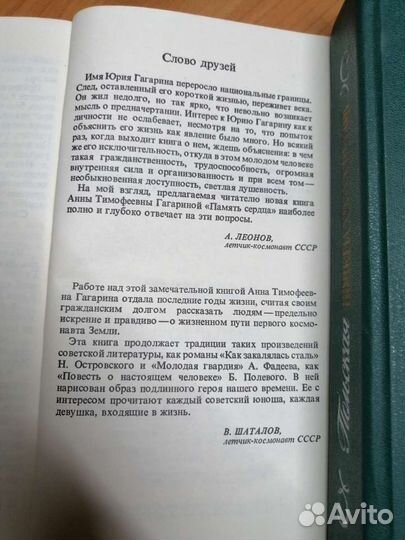 Слово друзей
Имя Юрия Гагарина переросло национальные границы.
След, оставленный его короткой жизнью, переживет века.
Он жил недолго, но так ярко, что невольно возникает
мысль о предначертании. Интерес к Юрию Гагарину как к
личности не ослабевает, несмотря на то, что попыток
объяснить его жизнь как явление было много. Но всякий
раз, когда выходит книга о нем, ждешь объяснения: в чем
же его исключительность, откуда в этом молодом человеке
такая гражданственность, трудоспособность, огромная
внутренняя сила и организованность и при всем том—
необыкновенная доступность, светлая душевность.
На мой взгляд, предлагаемая читателю новая книга
Анны Тимофеевны Гагариной «Память сердца» наиболее
полно и глубоко отвечает на эти вопросы.
А. ЛЕОНОВ,
летчик-космонавт СССР
Работе над этой замечательной книгой Анна Тимофеев-
на Гагарина отдала последние годы жизни, считая своим
гражданским долгом рассказать людям—предельно
искренне и правдиво—о жизненном пути первого космо-
навта Земли.
Эта книга продолжает традиции таких произведений
советской литературы, как романы «Как закалялась сталь»
Н. Островского и «Молодая гвардия» А. Фадеева, как
«Повесть о настоящем человеке» Б. Полевого. В ней
нарисован образ подлинного героя нашего времени. Ее с
интересом прочитают каждый советский юноша, каждая
девушка, входящие в жизнь.
В. ШАТАЛОВ,
летчик-космонавт СССР
Avito